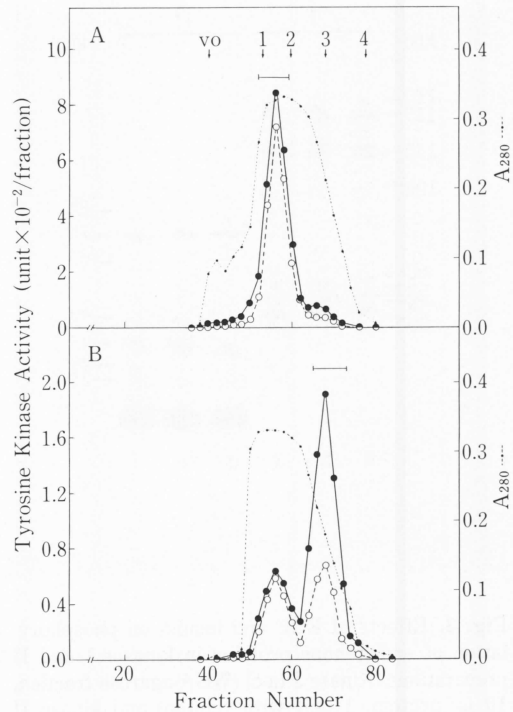 A
vo 1 2 3 4
10
8
6
4
2
0
0.4
0.3
0.2
0.1
0.0
A280
B
2.0
1.6
1.2
0.8
0.4
0.0
0.4
0.3
0.2
0.1
0.0
A280
20 40 60 80
Fraction Number
Tyrosine Kinase Activity (unit×10⁻²/fraction)